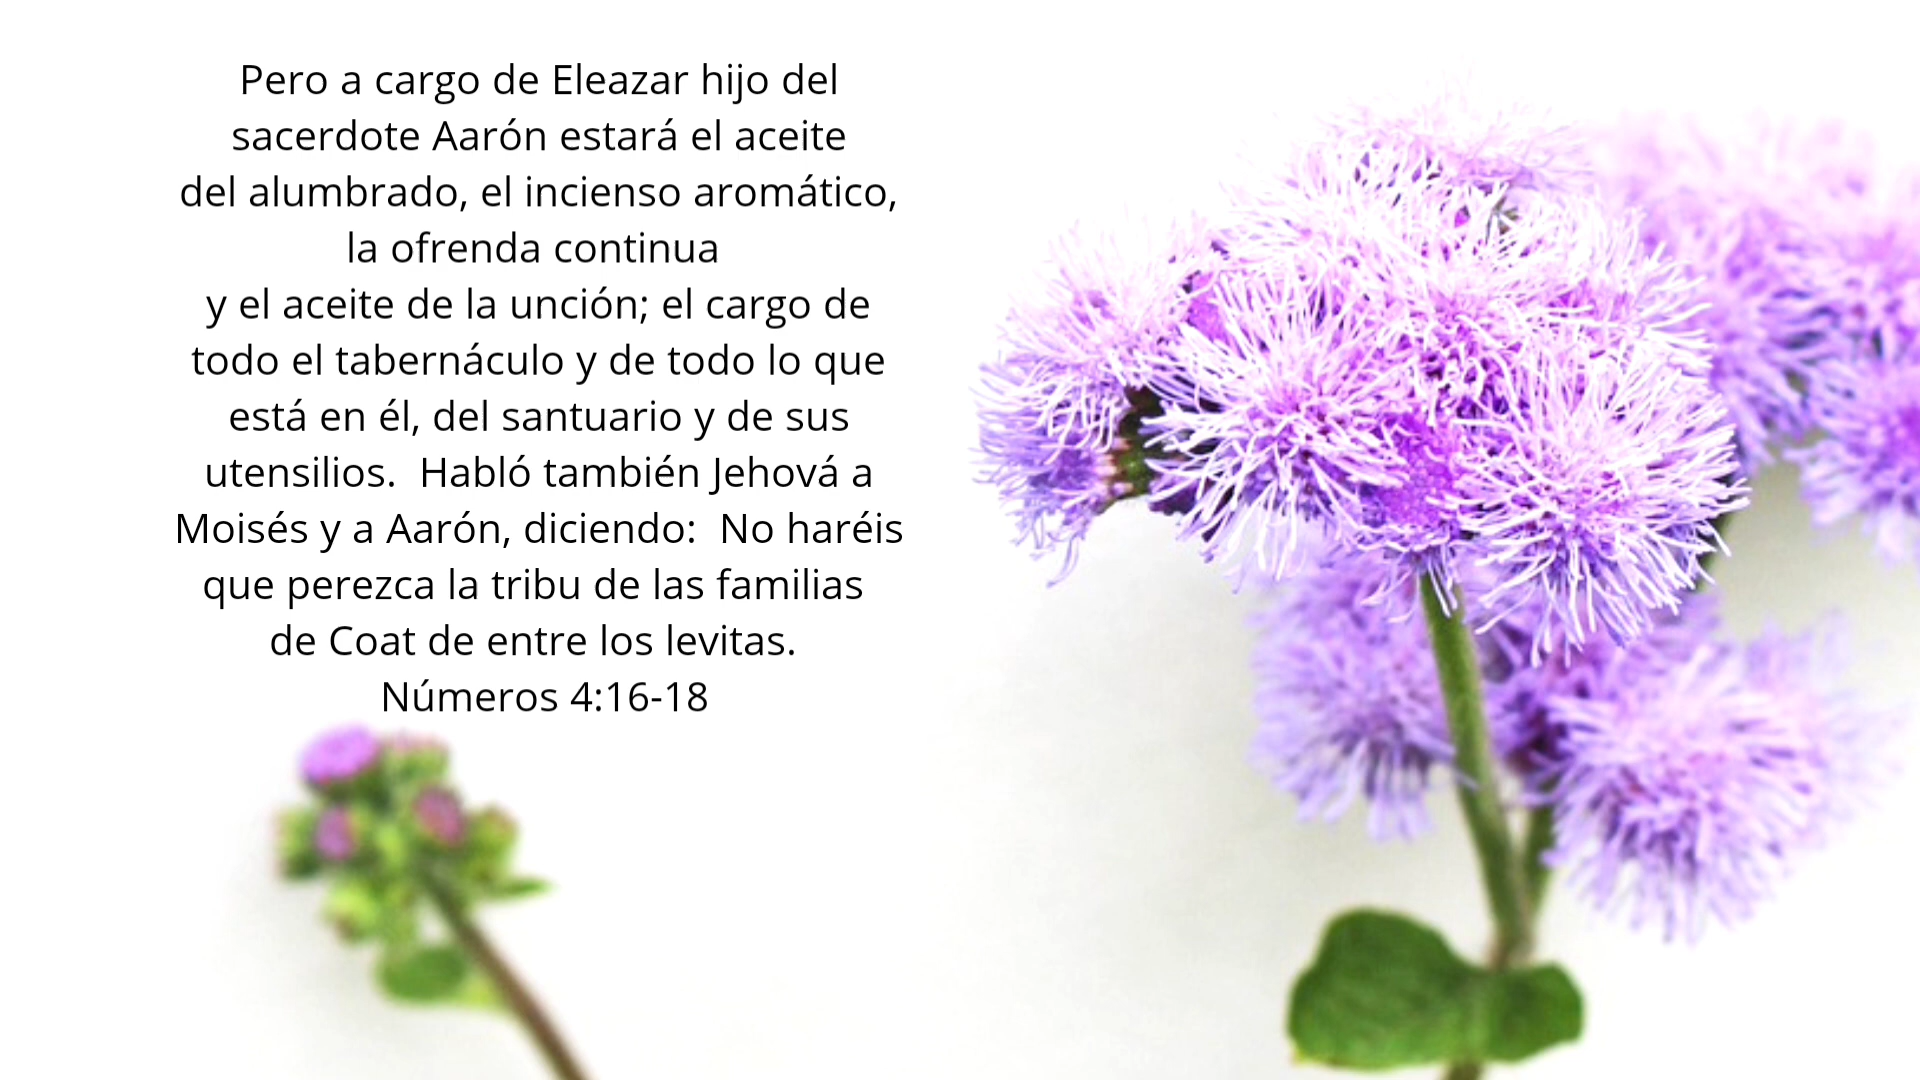 Pero a cargo de Eleazar hijo del
sacerdote Aarón estará el aceite
del alumbrado, el incienso aromático,
la ofrenda continua
y el aceite de la unción; el cargo de
todo el tabernáculo y de todo lo que
está en él, del santuario y de sus
utensilios.  Habló también Jehová a
Moisés y a Aarón, diciendo:  No haréis
que perezca la tribu de las familias
de Coat de entre los levitas.
Números 4:16-18